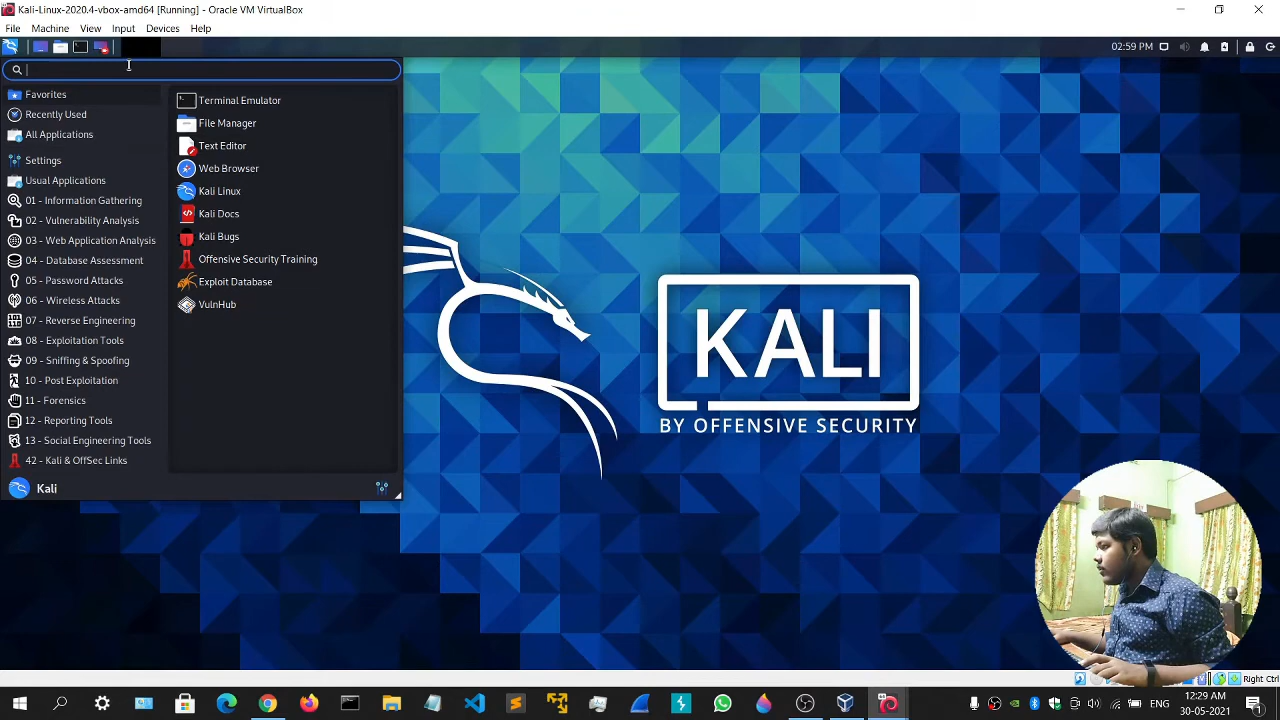 Kali-Linux-2020.4-vbox-amd64 [Running] - Oracle VM VirtualBox
File Machine View Input Devices Help
02:59 PM
Favorites
Recently Used
All Applications
Settings
Usual Applications
01 - Information Gathering
02 - Vulnerability Analysis
03 - Web Application Analysis
04 - Database Assessment
05 - Password Attacks
06 - Wireless Attacks
07 - Reverse Engineering
08 - Exploitation Tools
09 - Sniffing & Spoofing
10 - Post Exploitation
11 - Forensics
12 - Reporting Tools
13 - Social Engineering Tools
42 - Kali & OffSec Links
Terminal Emulator
File Manager
Text Editor
Web Browser
Kali Linux
Kali Docs
Kali Bugs
Offensive Security Training
Exploit Database
VulnHub
Kali
KALI
BY OFFENSIVE SECURITY
Right Ctrl
ENG
12:29 AM
30-05-2021